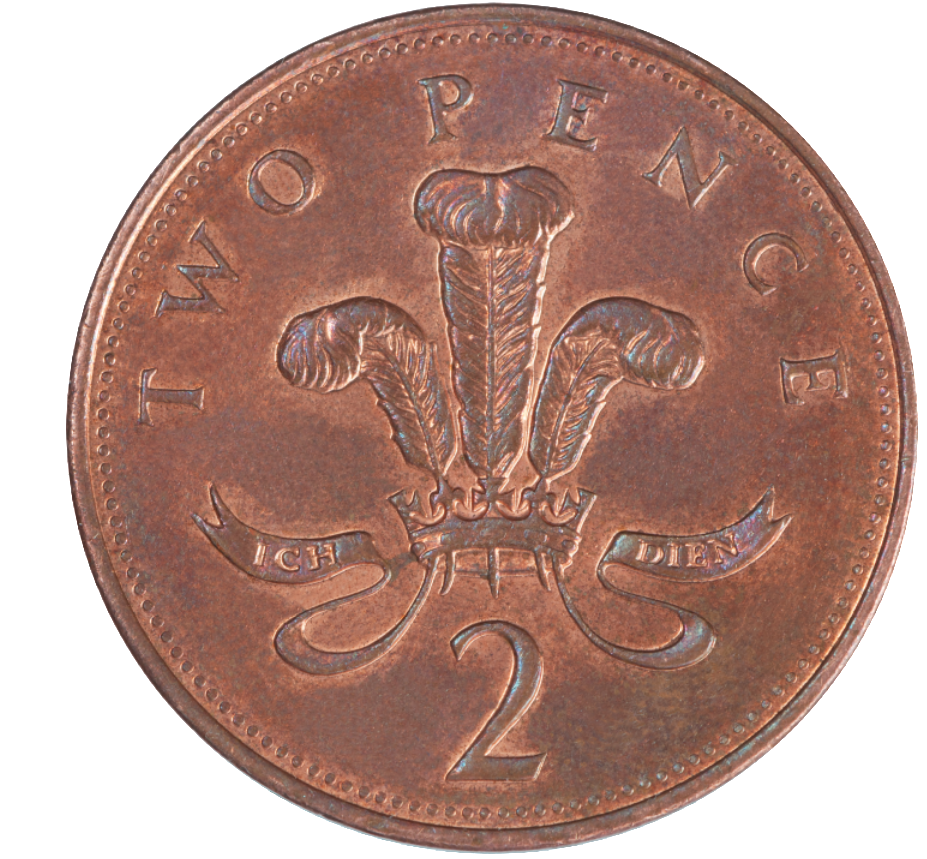 TWO PENCE
ICH DIEN
2